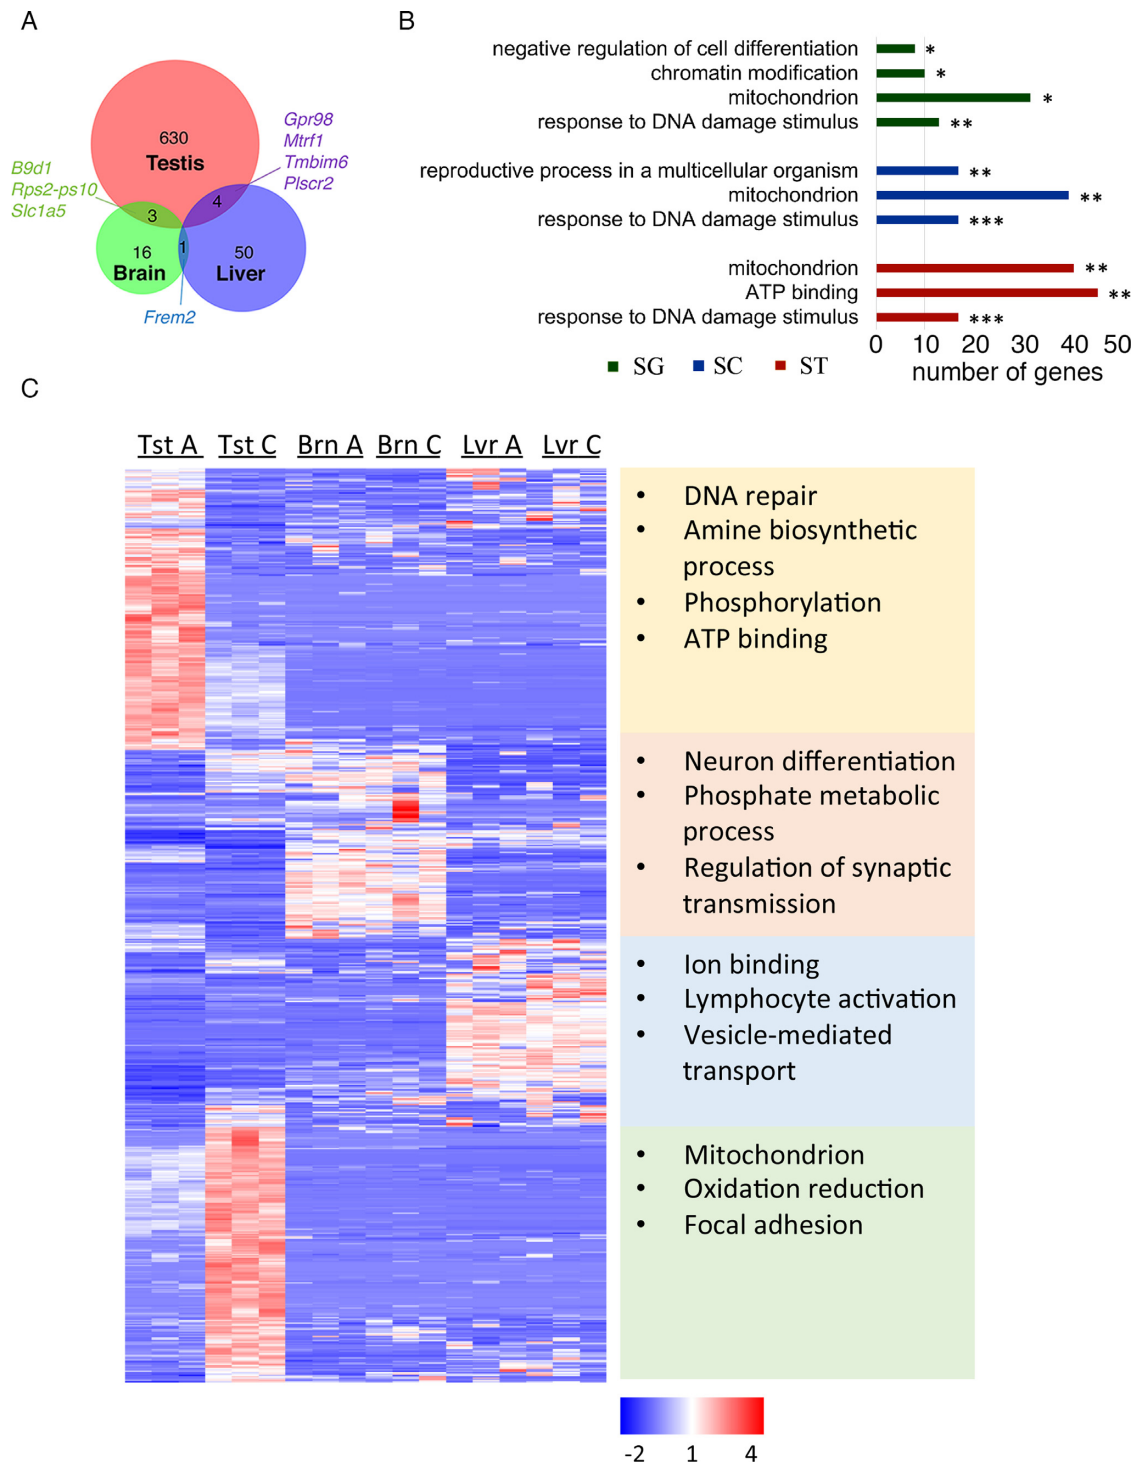 A
630
Testis
Gpr98
Mtrf1
Tmbim6
Plscr2
B9d1
Rps2-ps10
Slc1a5
4
3
16
Brain
1
50
Liver
Frem2
B
negative regulation of cell differentiation *
chromatin modification *
mitochondrion *
response to DNA damage stimulus **
reproductive process in a multicellular organism **
mitochondrion **
response to DNA damage stimulus ***
mitochondrion **
ATP binding **
response to DNA damage stimulus ***
0 10 20 30 40 50
number of genes
SG SC ST
C
Tst A Tst C Brn A Brn C Lvr A Lvr C
• DNA repair
• Amine biosynthetic
process
• Phosphorylation
• ATP binding
• Neuron differentiation
• Phosphate metabolic
process
• Regulation of synaptic
transmission
• Ion binding
• Lymphocyte activation
• Vesicle-mediated
transport
• Mitochondrion
• Oxidation reduction
• Focal adhesion
-2 1 4